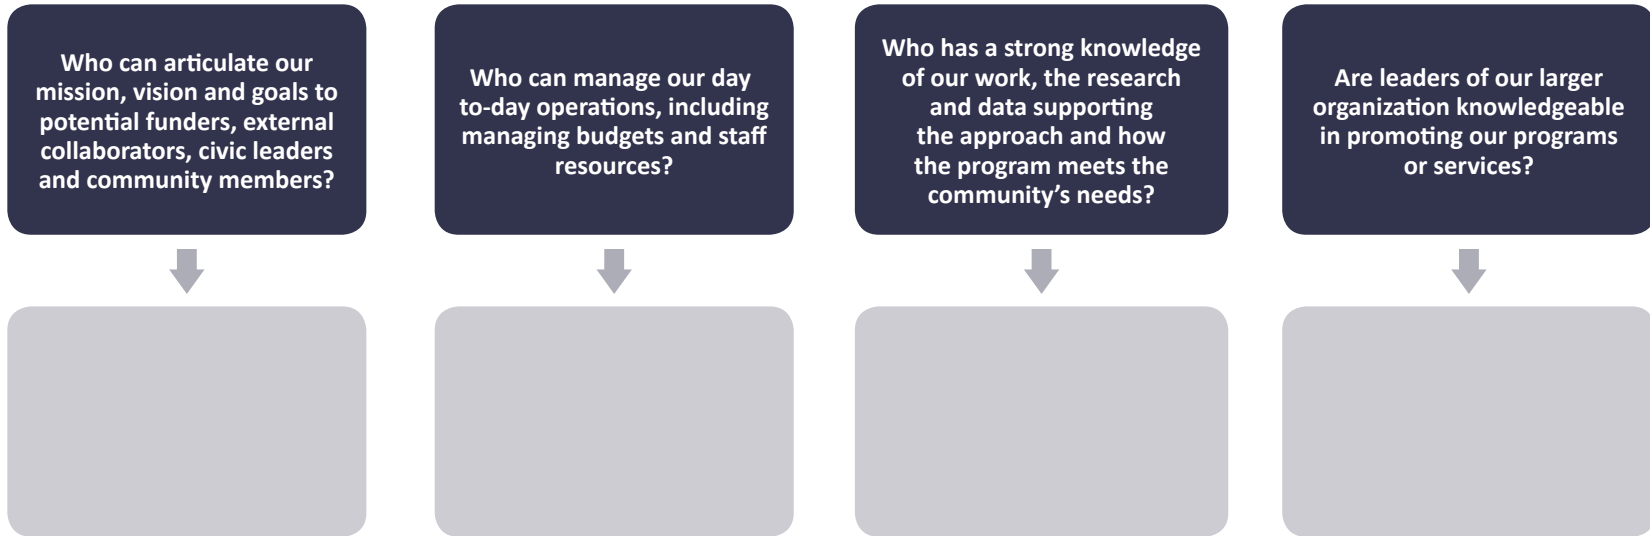 Who can articulate our
mission, vision and goals to
potential funders, external
collaborators, civic leaders
and community members?
Who can manage our day
to-day operations, including
managing budgets and staff
resources?
Who has a strong knowledge
of our work, the research
and data supporting
the approach and how
the program meets the
community’s needs?
Are leaders of our larger
organization knowledgeable
in promoting our programs
or services?